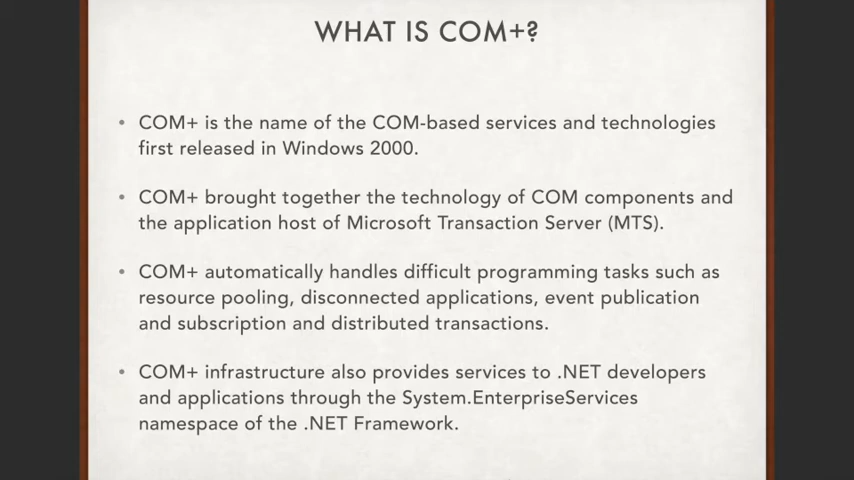 WHAT IS COM+?
• COM+ is the name of the COM-based services and technologies
first released in Windows 2000.
• COM+ brought together the technology of COM components and
the application host of Microsoft Transaction Server (MTS).
• COM+ automatically handles difficult programming tasks such as
resource pooling, disconnected applications, event publication
and subscription and distributed transactions.
• COM+ infrastructure also provides services to .NET developers
and applications through the System.EnterpriseServices
namespace of the .NET Framework.